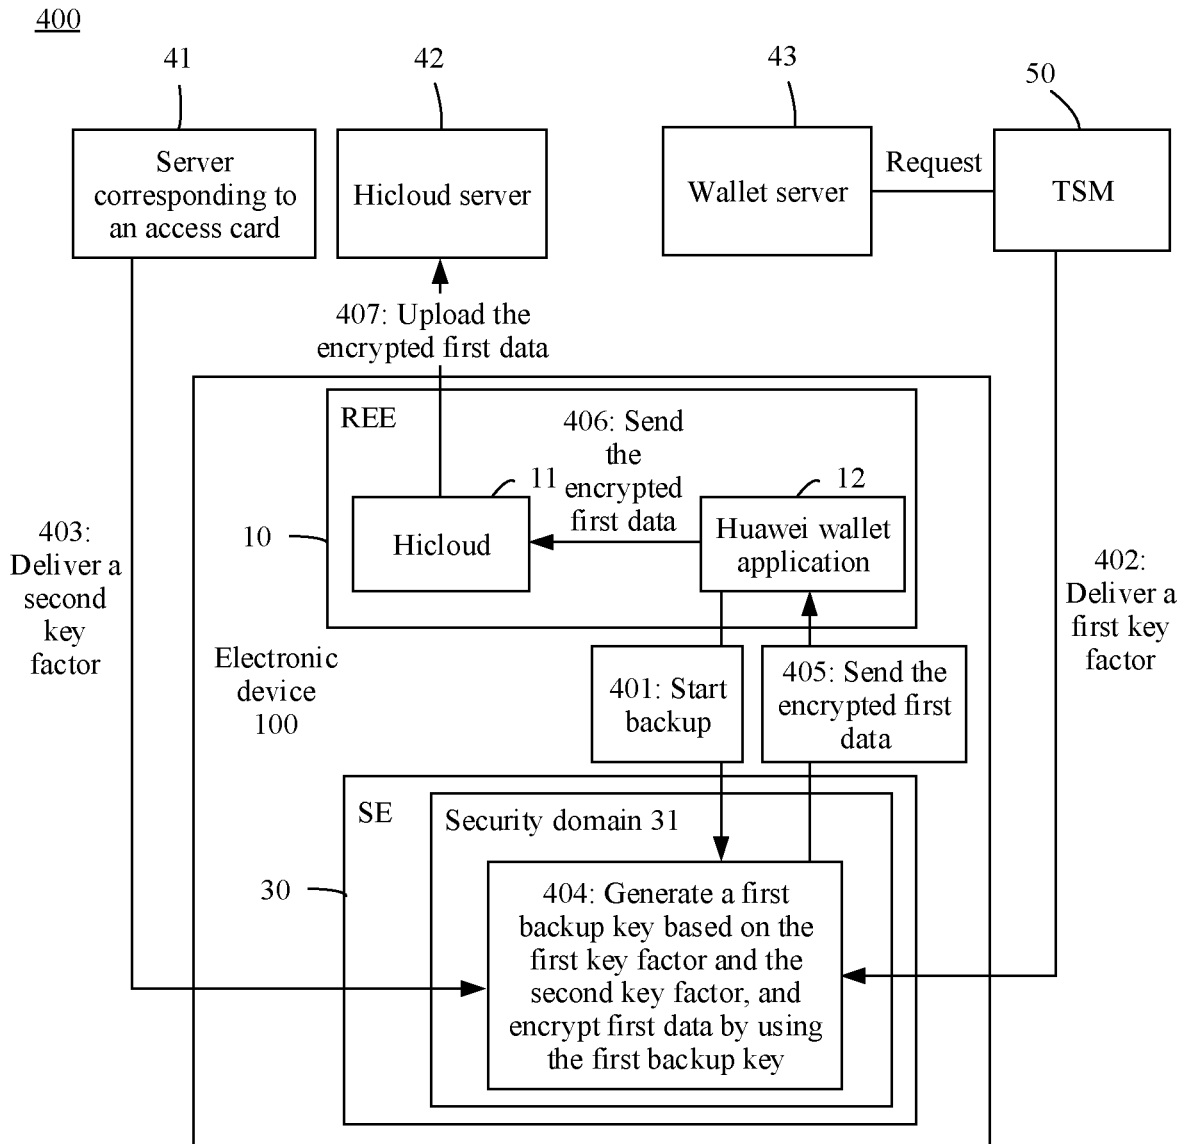 400
41
42
43
50
Server
corresponding to
an access card
Hicloud server
Wallet server
Request
TSM
407: Upload the
encrypted first data
REE
406: Send
the
encrypted
first data
11
12
10
Hicloud
Huawei wallet
application
403:
Deliver a
second
key
factor
402:
Deliver a
first key
factor
Electronic
device
100
401: Start
backup
405: Send the
encrypted first
data
SE
Security domain 31
30
404: Generate a first
backup key based on the
first key factor and the
second key factor, and
encrypt first data by using
the first backup key